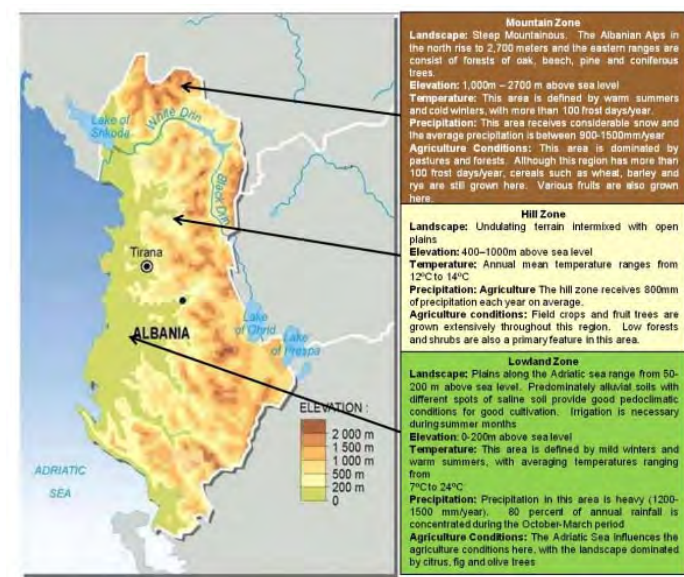 Mountain Zone
Landscape: Steep Mountainous. The Albanian Alps in
the north rise to 2,700 meters and the eastern ranges are
consist of forests of oak, beech, pine and coniferous
trees.
Elevation: 1,000m – 2700 m above sea level
Temperature: This area is defined by warm summers
and cold winters, with more than 100 frost days/year.
Precipitation: This area receives considerable snow and
the average precipitation is between 900-1500mm/year
Agriculture Conditions: This area is dominated by
pastures and forests. Although this region has more than
100 frost days/year, cereals such as wheat, barley and
rye are still grown here. Various fruits are also grown
here.
Hill Zone
Landscape: Undulating terrain intermixed with open
plains
Elevation: 400–1000m above sea level
Temperature: Annual mean temperature ranges from
12ºC to 14ºC
Precipitation: Agriculture The hill zone receives 800mm
of precipitation each year on average.
Agriculture conditions: Field crops and fruit trees are
grown extensively throughout this region. Low forests
and shrubs are also a primary feature in this area.
Lowland Zone
Landscape: Plains along the Adriatic sea range from 50-
200 m above sea level. Predominately alluvial soils with
different spots of saline soil provide good pedoclimatic
conditions for good cultivation. Irrigation is necessary
during summer months
Elevation: 0-200m above sea level
Temperature: This area is defined by mild winters and
warm summers, with averaging temperatures ranging
from
7ºC to 24ºC
Precipitation: Precipitation in this area is heavy (1200-
1500 mm/year). 80 percent of annual rainfall is
concentrated during the October-March period
Agriculture Conditions: The Adriatic Sea influences the
agriculture conditions here, with the landscape dominated
by citrus, fig and olive trees
Lake of
Shkoda
White Drin
Black Drin
Tirana
ALBANIA
Lake
of Ohrid
Lake
of Prespa
ELEVATION :
2 000 m
1 500 m
1 000 m
500 m
200 m
0
ADRIATIC
SEA